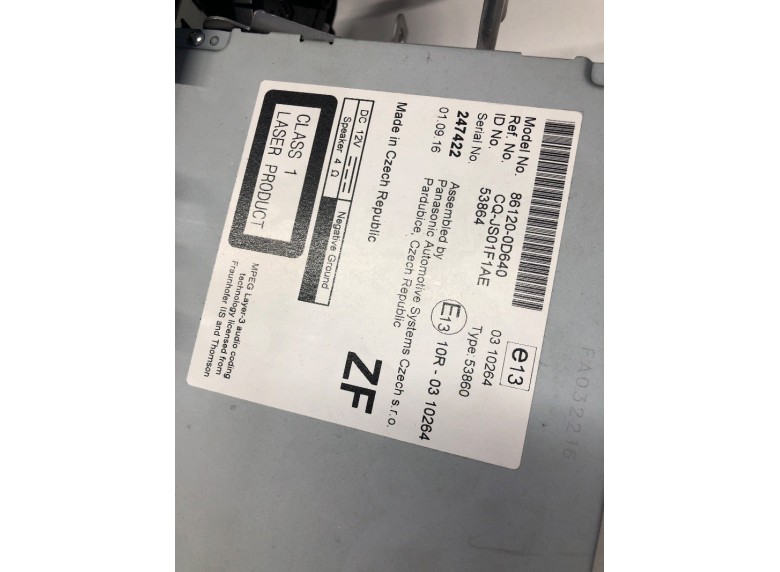 Model No. 86120-0D640
Ref. No. CQ-JS01F1AE
ID No. 53864
Serial No.
247422
01.09.16
e13
03 10264
Type: 53860
E13 10R - 03 10264
Assembled by
Panasonic Automotive Systems Czech s.r.o.
Pardubice, Czech Republic
Made in Czech Republic
ZF
DC 12V Negative Ground
Speaker 4 Ω
CLASS 1
LASER PRODUCT
MPEG Layer-3 audio coding
technology licensed from
Fraunhofer IIS and Thomson
FA032216